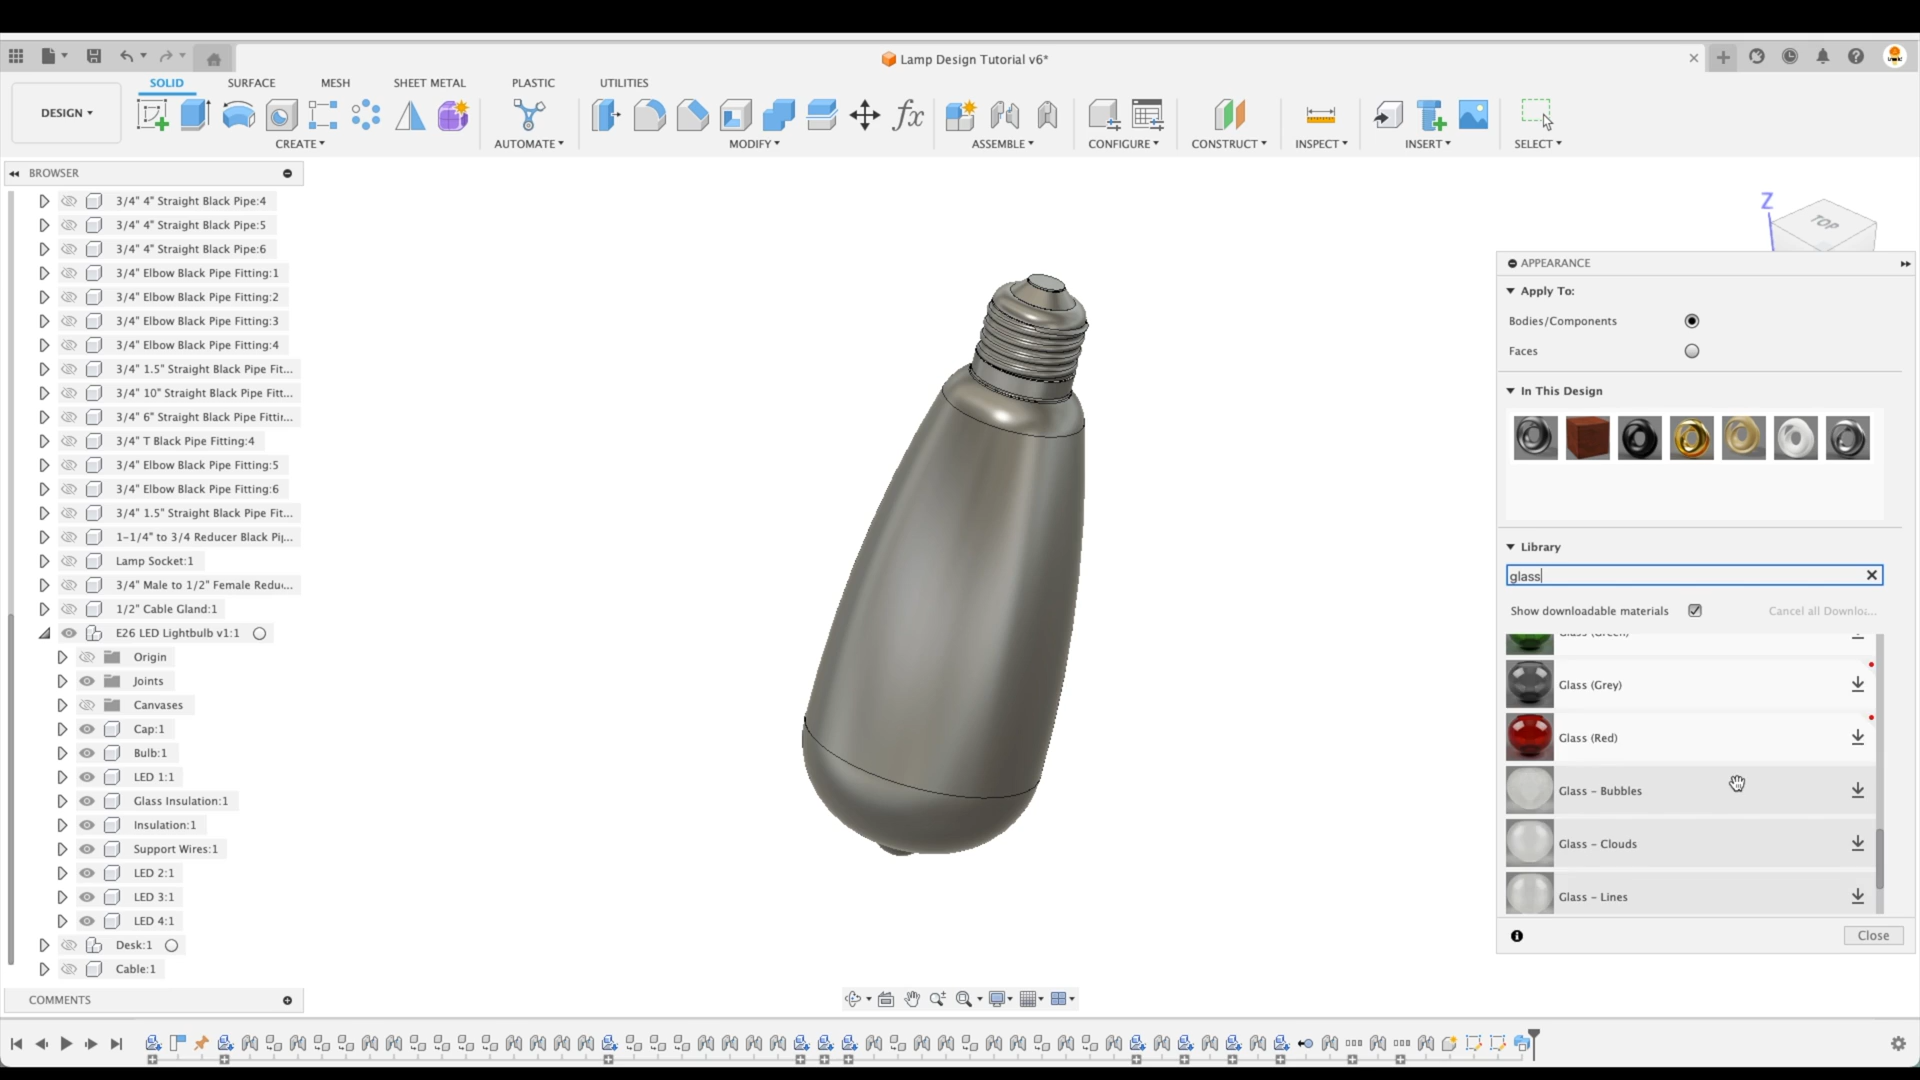 Lamp Design Tutorial v6*
SOLID SURFACE MESH SHEET METAL PLASTIC UTILITIES
DESIGN
CREATE AUTOMATE MODIFY ASSEMBLE CONFIGURE CONSTRUCT INSPECT INSERT SELECT
BROWSER
3/4" 4" Straight Black Pipe:4
3/4" 4" Straight Black Pipe:5
3/4" 4" Straight Black Pipe:6
3/4" Elbow Black Pipe Fitting:1
3/4" Elbow Black Pipe Fitting:2
3/4" Elbow Black Pipe Fitting:3
3/4" Elbow Black Pipe Fitting:4
3/4" 1.5" Straight Black Pipe Fit...
3/4" 10" Straight Black Pipe Fitt...
3/4" 6" Straight Black Pipe Fittir...
3/4" T Black Pipe Fitting:4
3/4" Elbow Black Pipe Fitting:5
3/4" Elbow Black Pipe Fitting:6
3/4" 1.5" Straight Black Pipe Fit...
1-1/4" to 3/4 Reducer Black Pip...
Lamp Socket:1
3/4" Male to 1/2" Female Redu...
1/2" Cable Gland:1
E26 LED Lightbulb v1:1
Origin
Joints
Canvases
Cap:1
Bulb:1
LED 1:1
Glass Insulation:1
Insulation:1
Support Wires:1
LED 2:1
LED 3:1
LED 4:1
Desk:1
Cable:1
COMMENTS
Z
TOP
APPEARANCE
Apply To:
Bodies/Components
Faces
In This Design
Library
glass
Show downloadable materials Cancel all Downloa...
Glass (Green)
Glass (Grey)
Glass (Red)
Glass - Bubbles
Glass - Clouds
Glass - Lines
Close